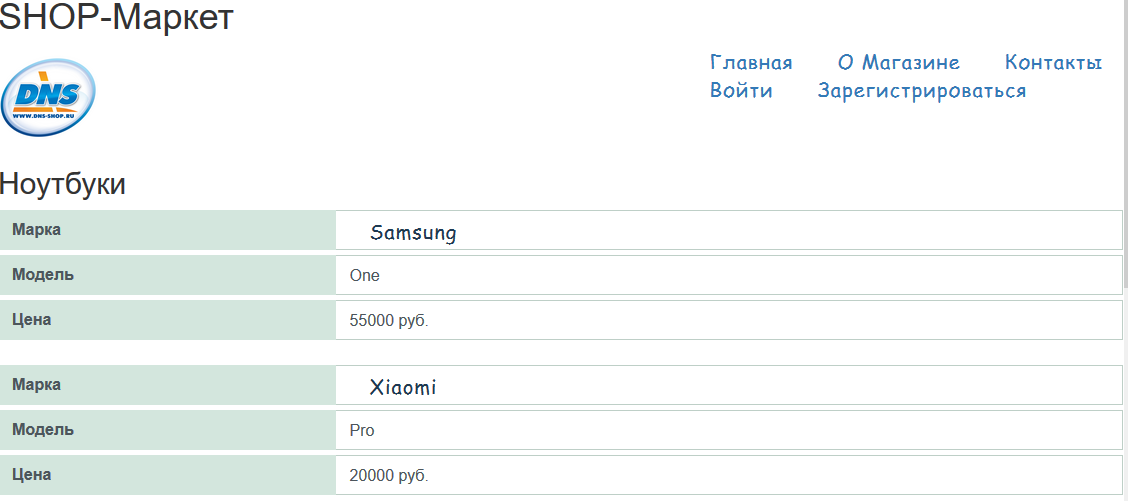 SHOP-Маркет
Главная О Магазине Контакты
Войти Зарегистрироваться
DNS
WWW.DNS-SHOP.RU
Ноутбуки
Марка Samsung
Модель One
Цена 55000 руб.
Марка Xiaomi
Модель Pro
Цена 20000 руб.